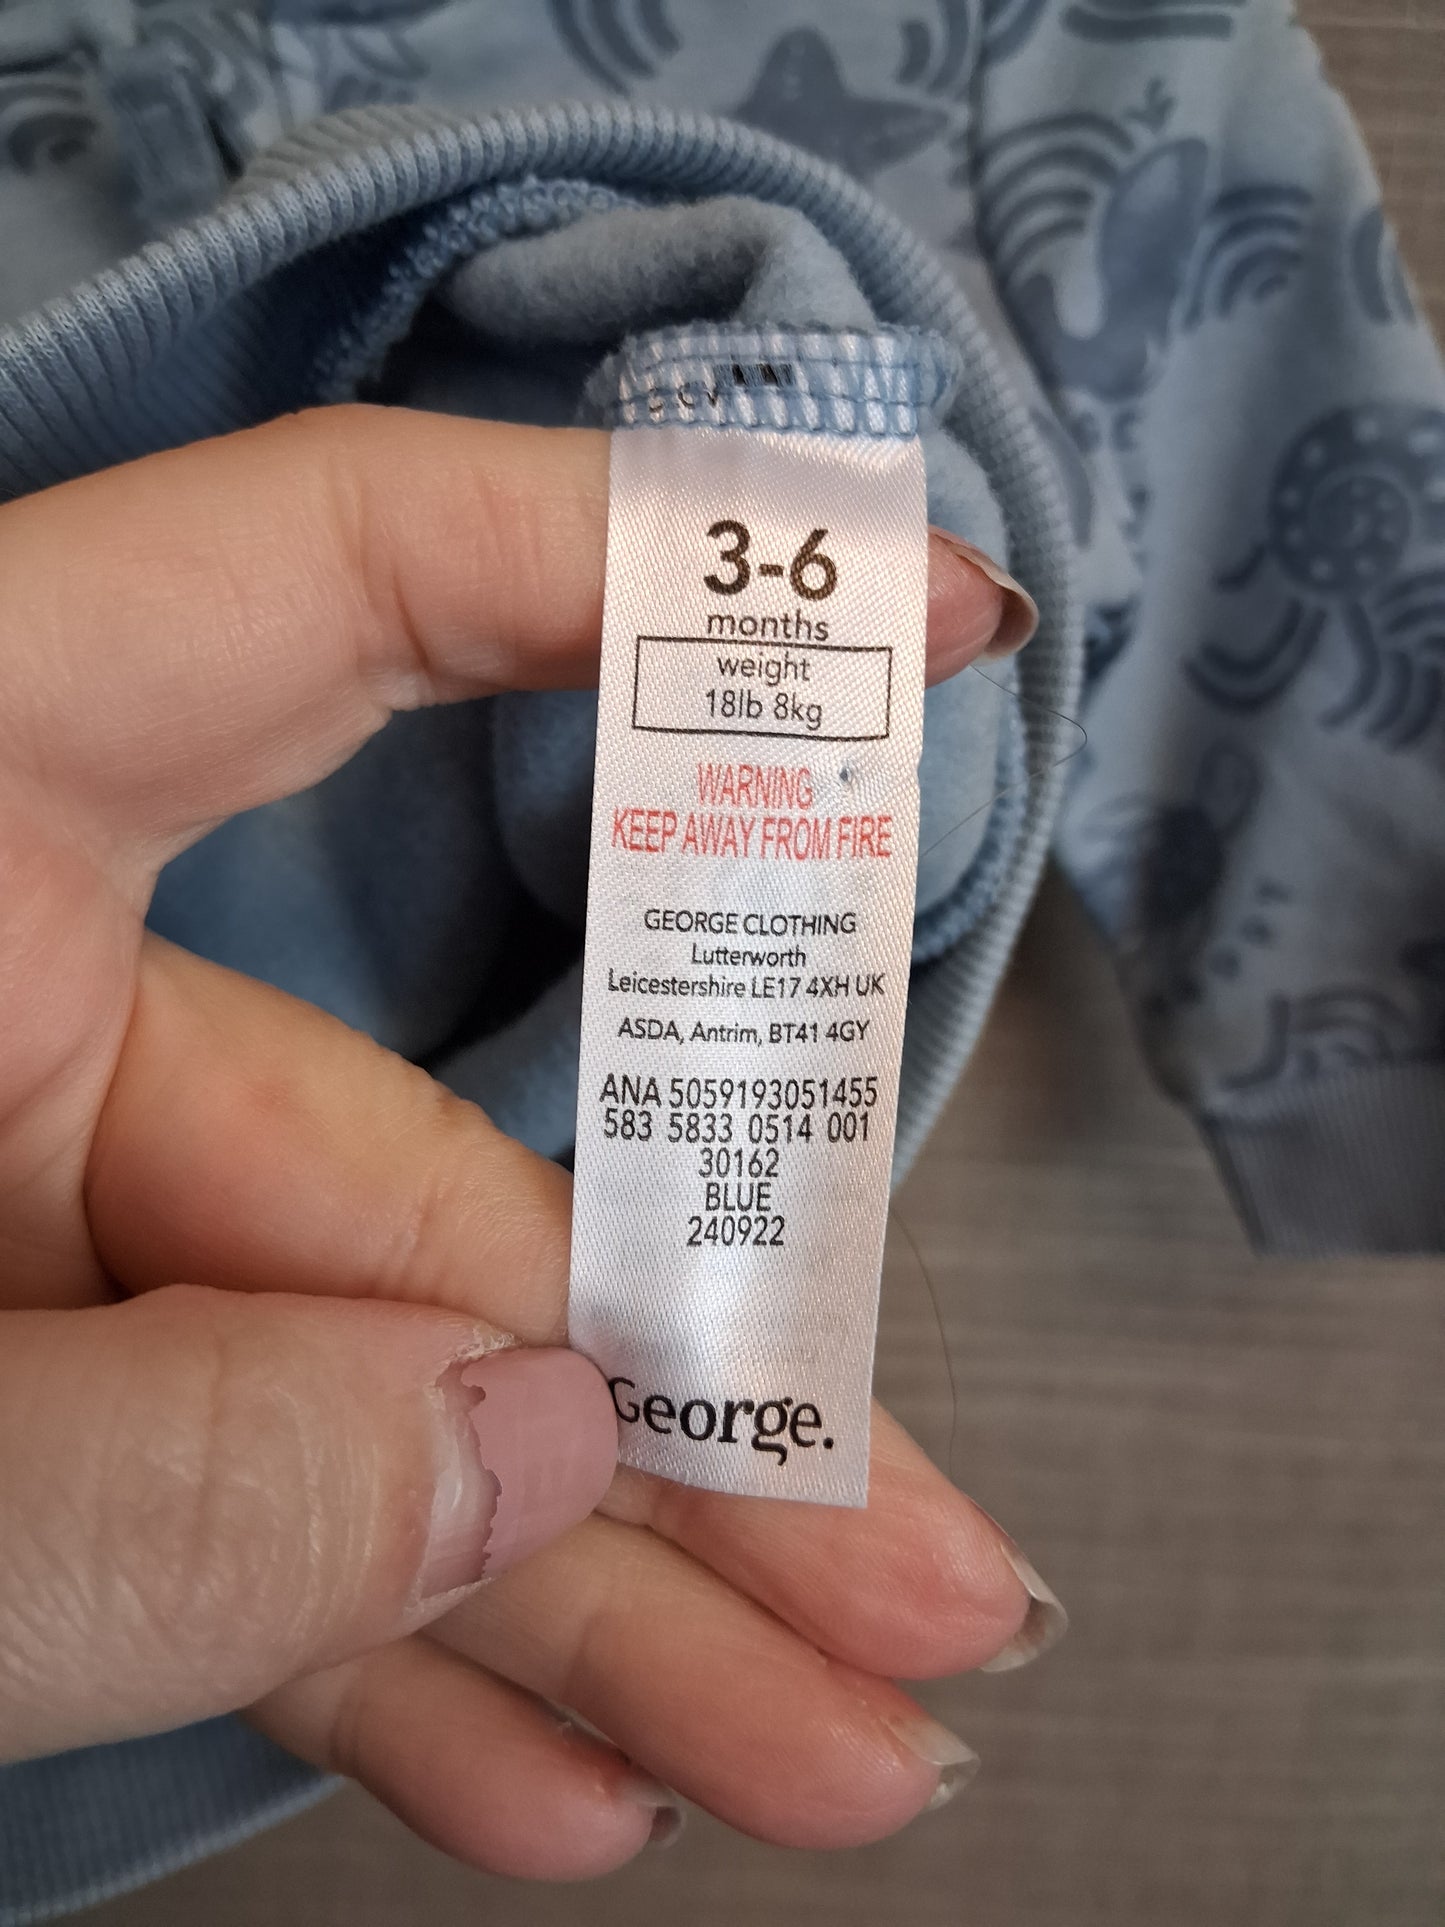 3-6
months
weight
18lb 8kg
WARNING
KEEP AWAY FROM FIRE
GEORGE CLOTHING
Lutterworth
Leicestershire LE17 4XH UK
ASDA, Antrim, BT41 4GY
ANA 5059193051455
583 5833 0514 001
30162
BLUE
240922
George.